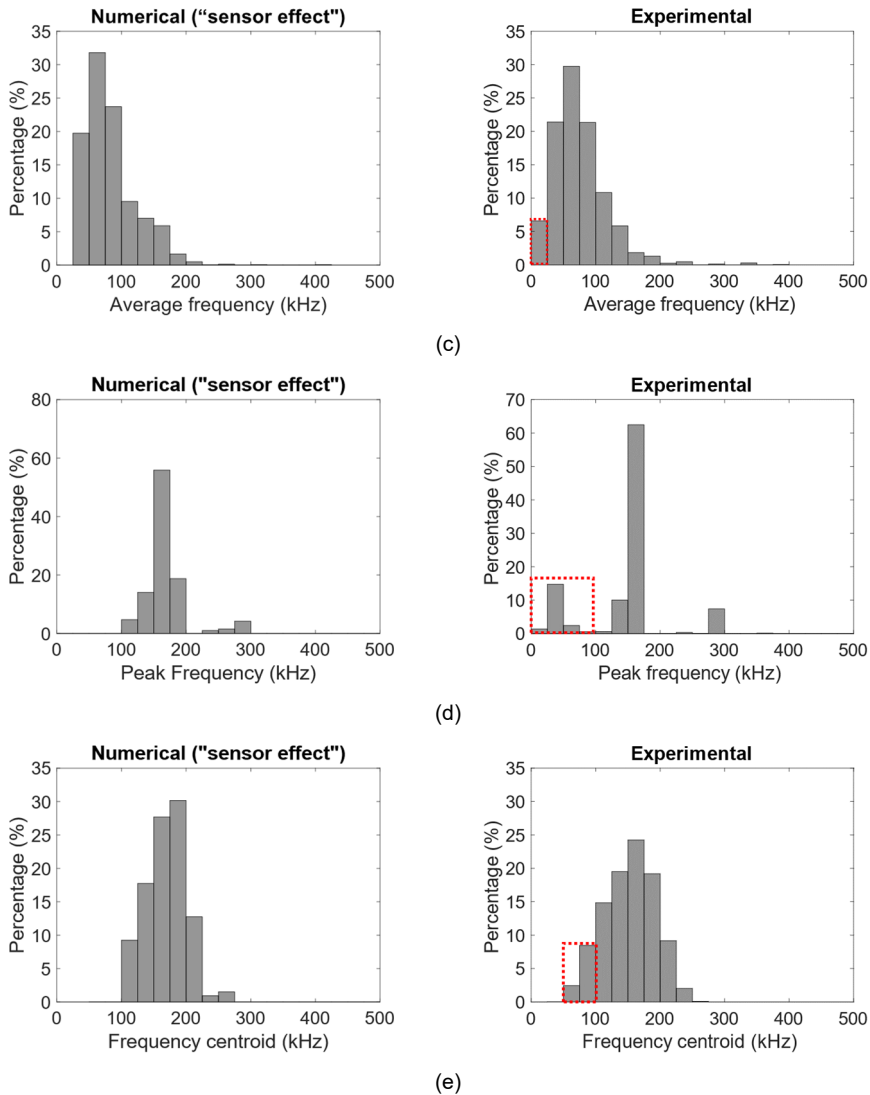 Numerical (“sensor effect")
Experimental
Percentage (%)
35
30
25
20
15
10
5
0
0 100 200 300 400 500
Average frequency (kHz)
Percentage (%)
35
30
25
20
15
10
5
0
0 100 200 300 400 500
Average frequency (kHz)
(c)
Numerical ("sensor effect")
Experimental
Percentage (%)
80
60
40
20
0
0 100 200 300 400 500
Peak Frequency (kHz)
Percentage (%)
70
60
50
40
30
20
10
0
0 100 200 300 400 500
Peak frequency (kHz)
(d)
Numerical ("sensor effect")
Experimental
Percentage (%)
35
30
25
20
15
10
5
0
0 100 200 300 400 500
Frequency centroid (kHz)
Percentage (%)
35
30
25
20
15
10
5
0
0 100 200 300 400 500
Frequency centroid (kHz)
(e)